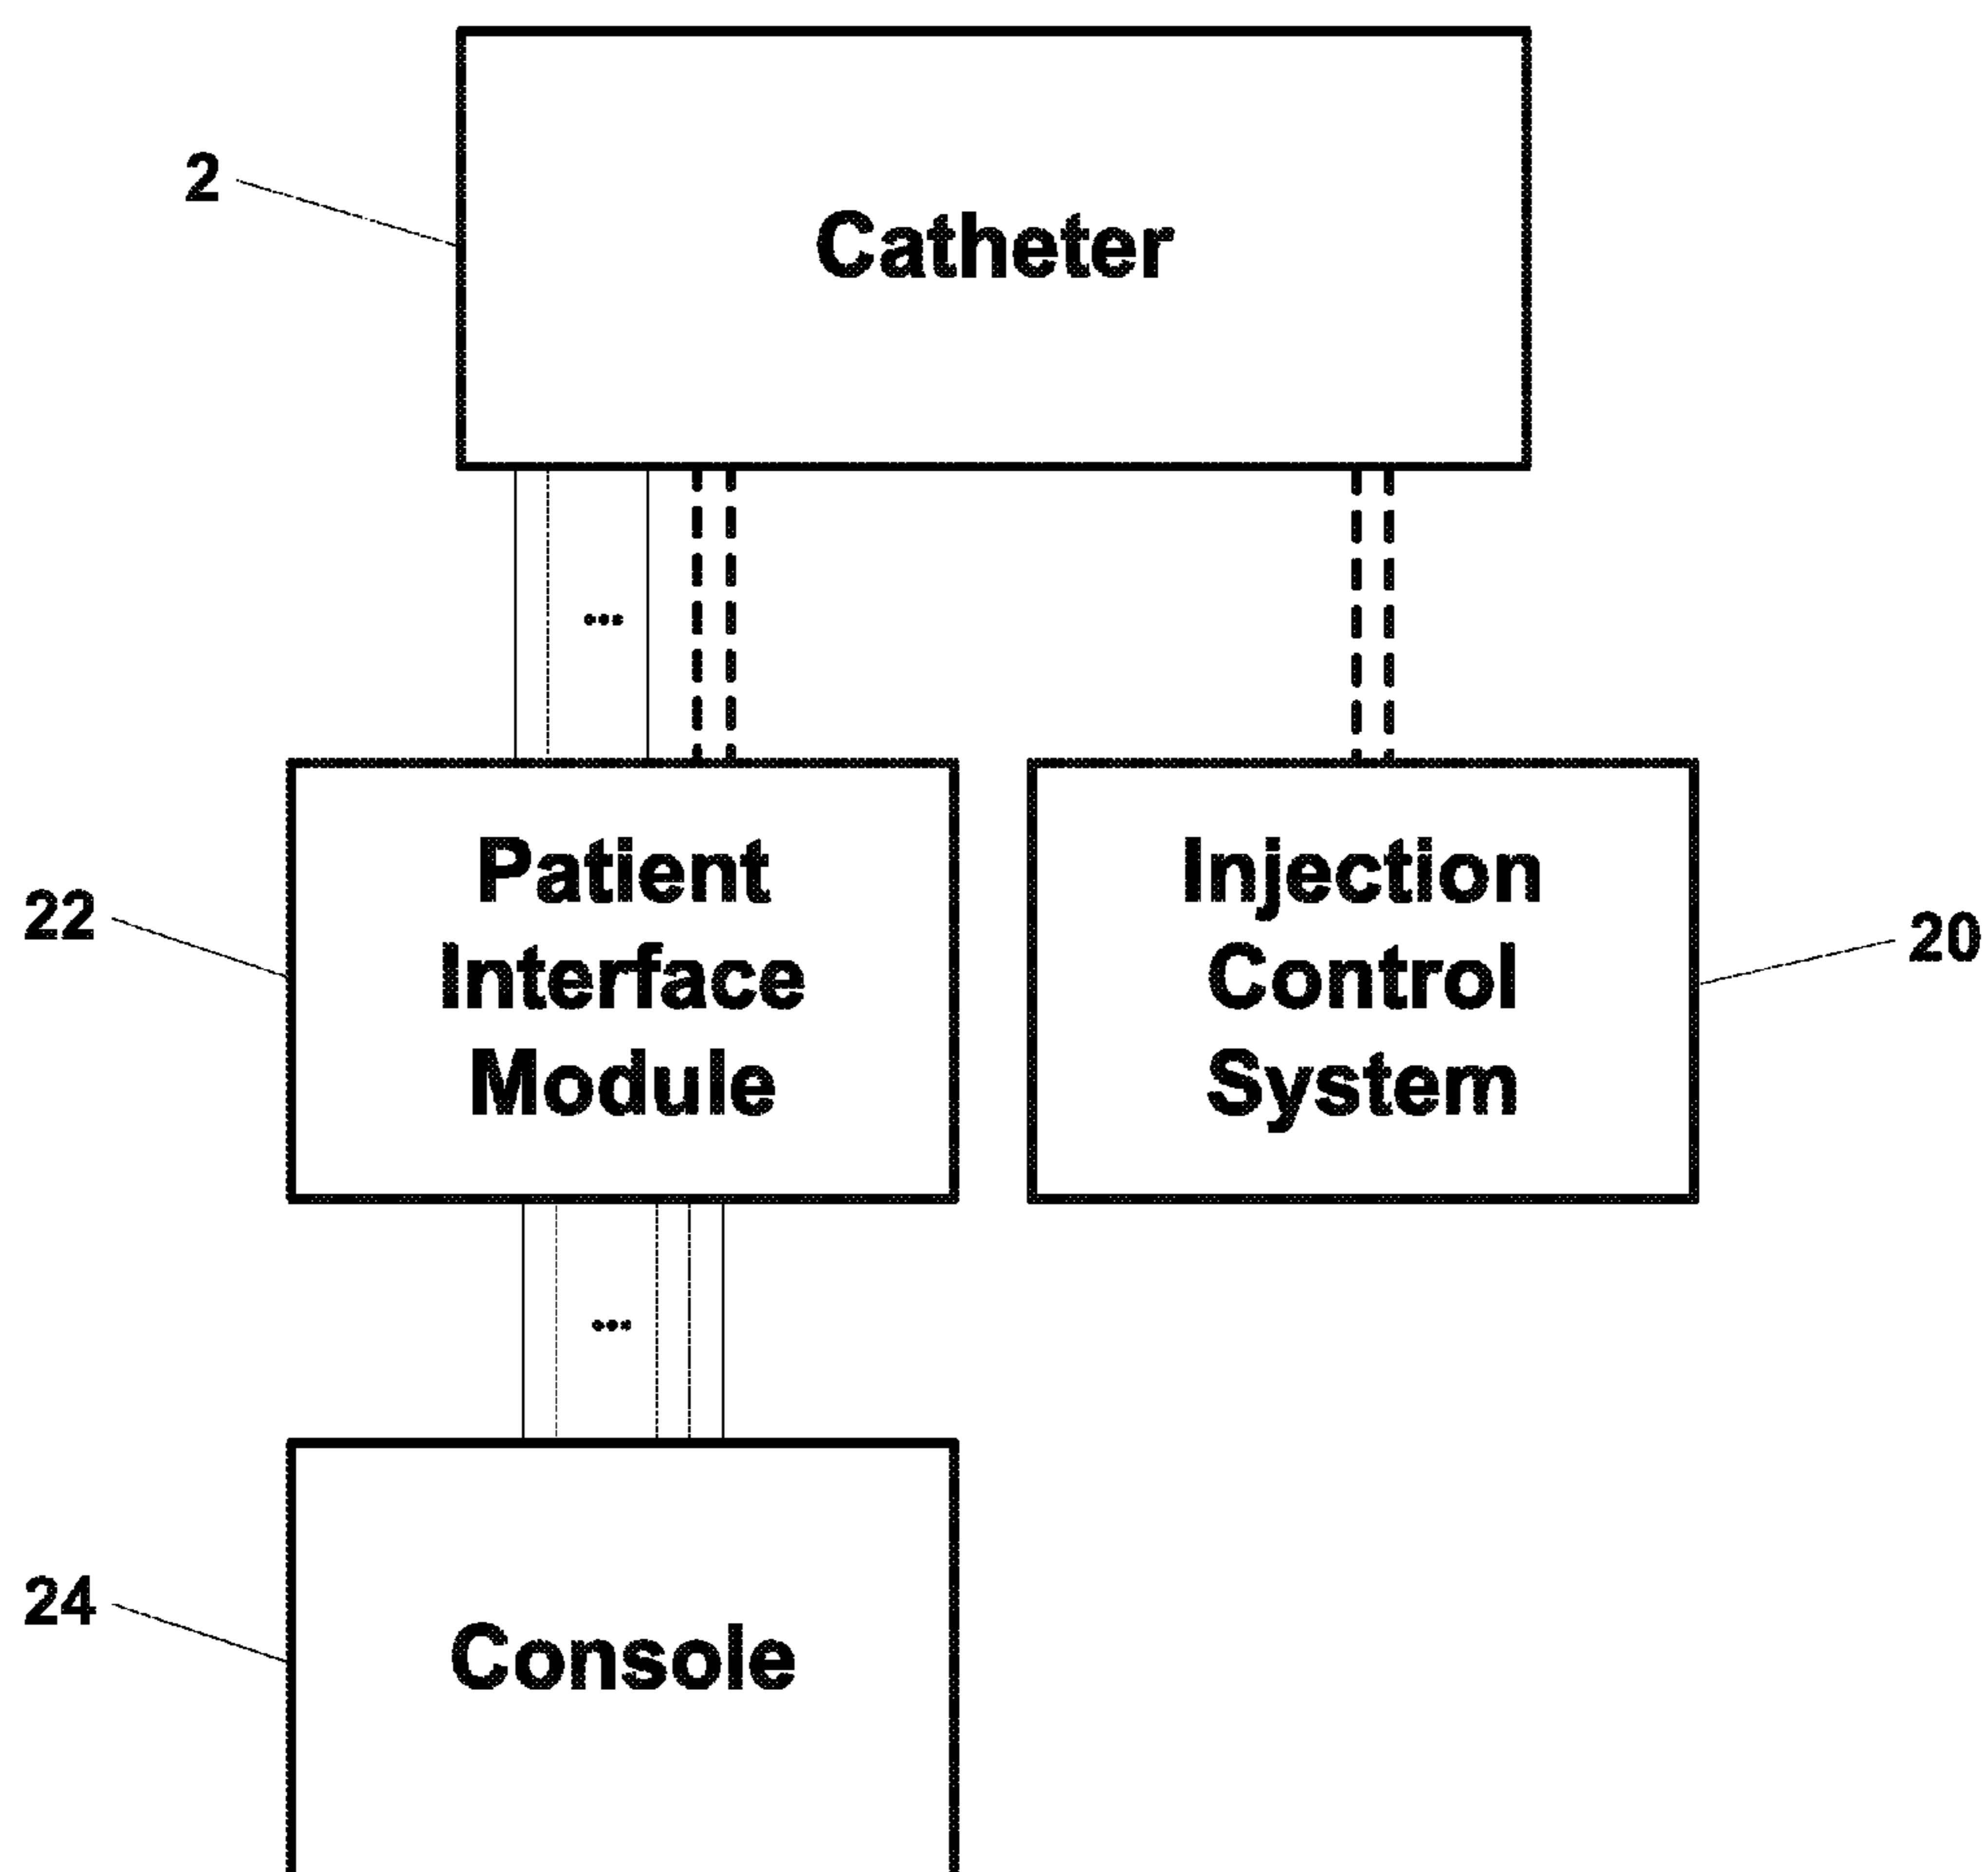 2
Catheter
...
22
Patient
Interface
Module
Injection
Control
System
20
...
24
Console